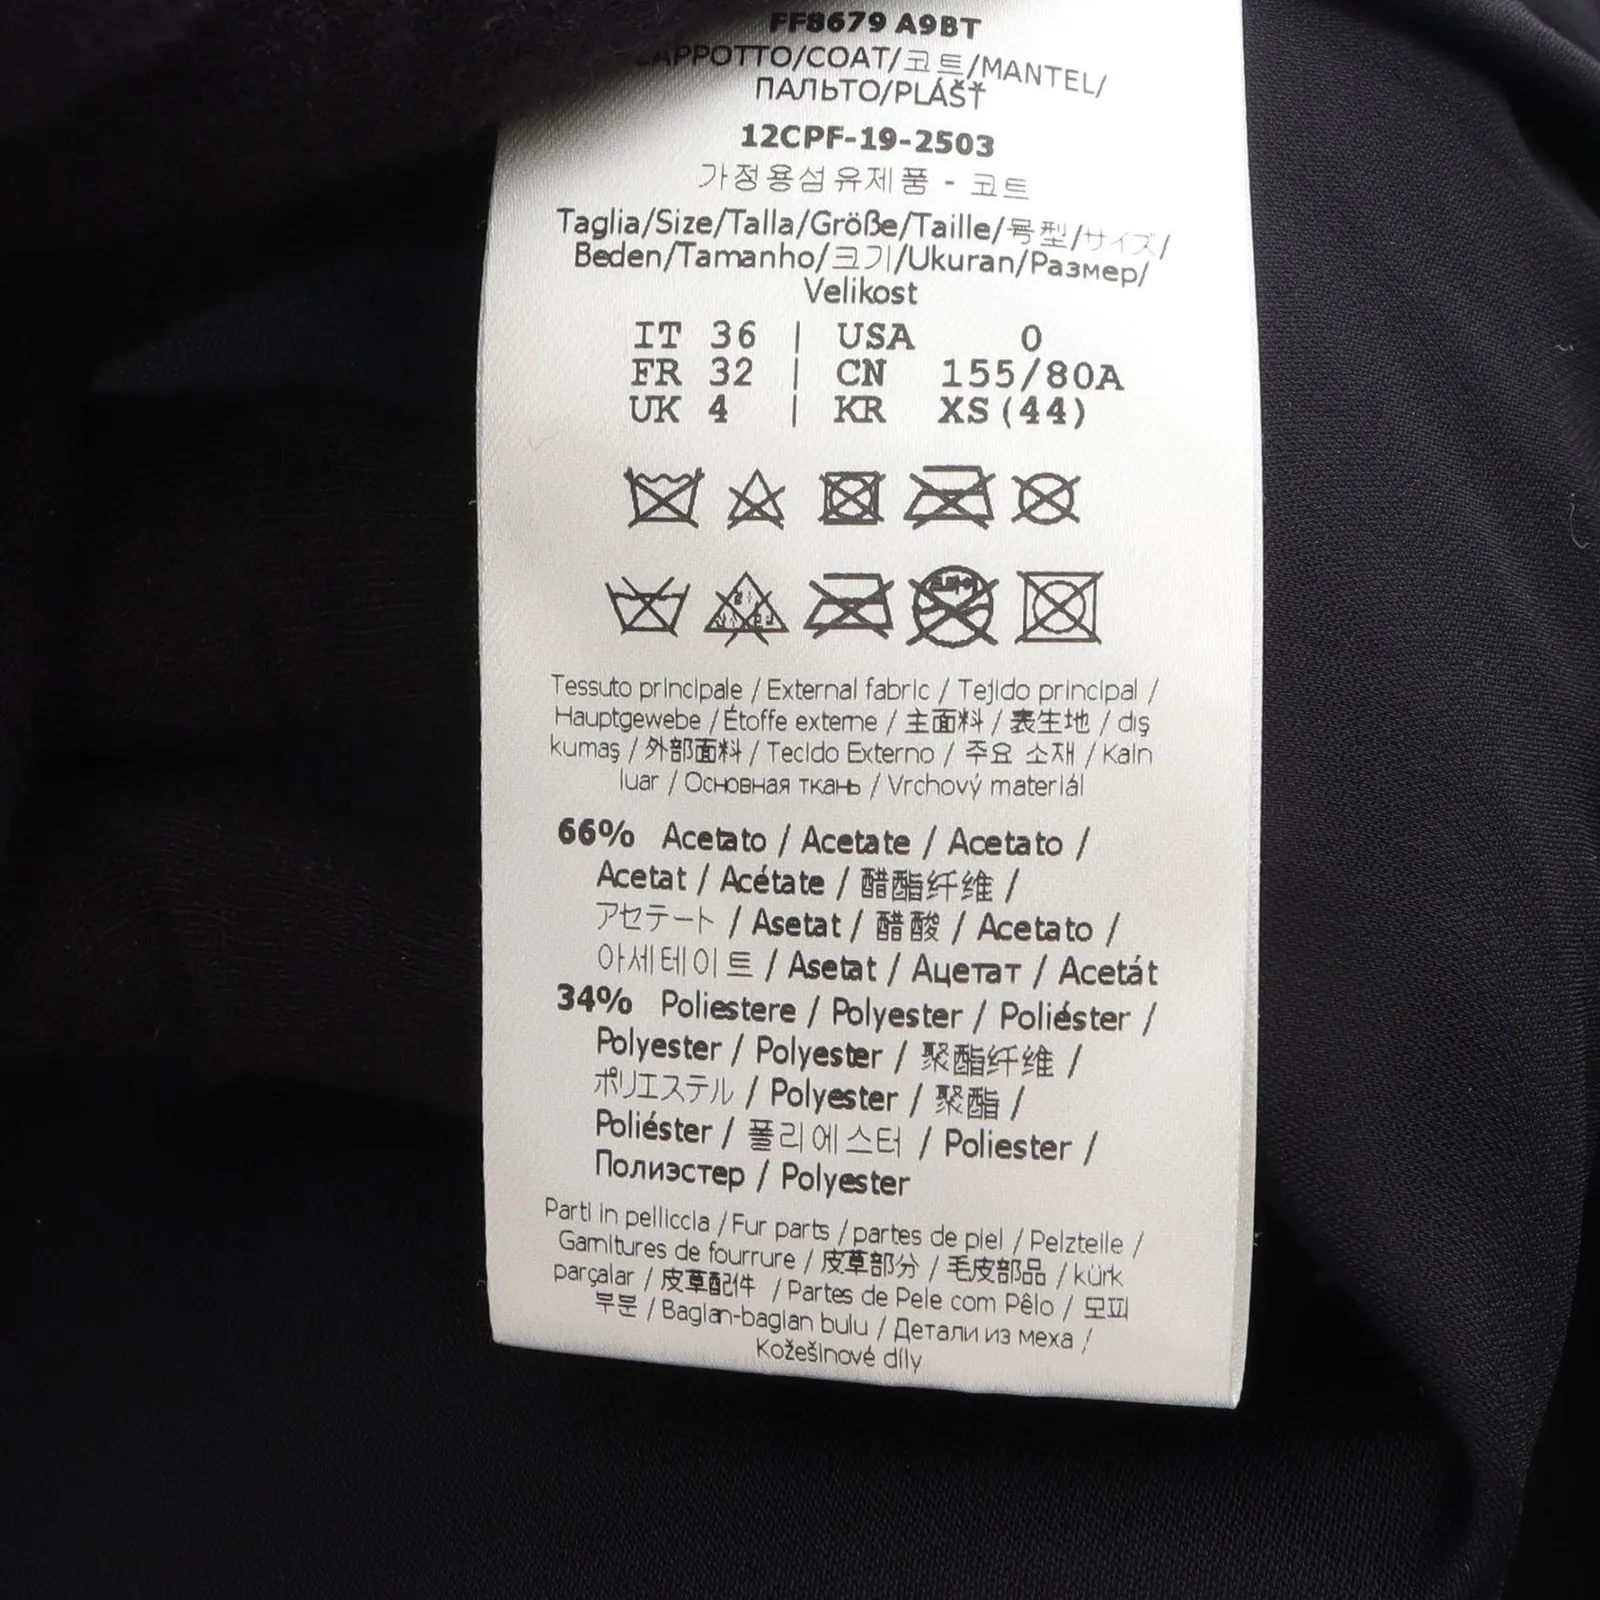 FF8679 A9BT
CAPPOTTO/COAT/코트/MANTEL/
ПАЛЬТО/PLÁŠŤ
12CPF-19-2503
가정용섬유제품 - 코트
Taglia/Size/Talla/Größe/Taille/号型/サイズ/
Beden/Tamanho/크기/Ukuran/Размер/
Velikost
IT 36 | USA 0
FR 32 | CN 155/80A
UK 4 | KR XS(44)
Tessuto principale / External fabric / Tejido principal /
Hauptgewebe / Étoffe externe / 主面料 / 表生地 / dış
kumaş / 外部面料 / Tecido Externo / 주요 소재 / Kain
luar / Основная ткань / Vrchový materiál
66% Acetato / Acetate / Acetato /
Acetat / Acétate / 醋酯纤维 /
アセテート / Asetat / 醋酸 / Acetato /
아세테이트 / Asetat / Ацетат / Acetát
34% Poliestere / Polyester / Poliéster /
Polyester / Polyester / 聚酯纤维 /
ポリエステル / Polyester / 聚酯 /
Poliéster / 폴리에스터 / Poliester /
Полиэстер / Polyester
Parti in pelliccia / Fur parts / partes de piel / Pelzteile /
Garnitures de fourrure / 皮草部分 / 毛皮部品 / kürk
parçalar / 皮草配件 / Partes de Pele com Pêlo / 모피
부분 / Baglan-baglan bulu / Детали из меха /
Kožešinové díly